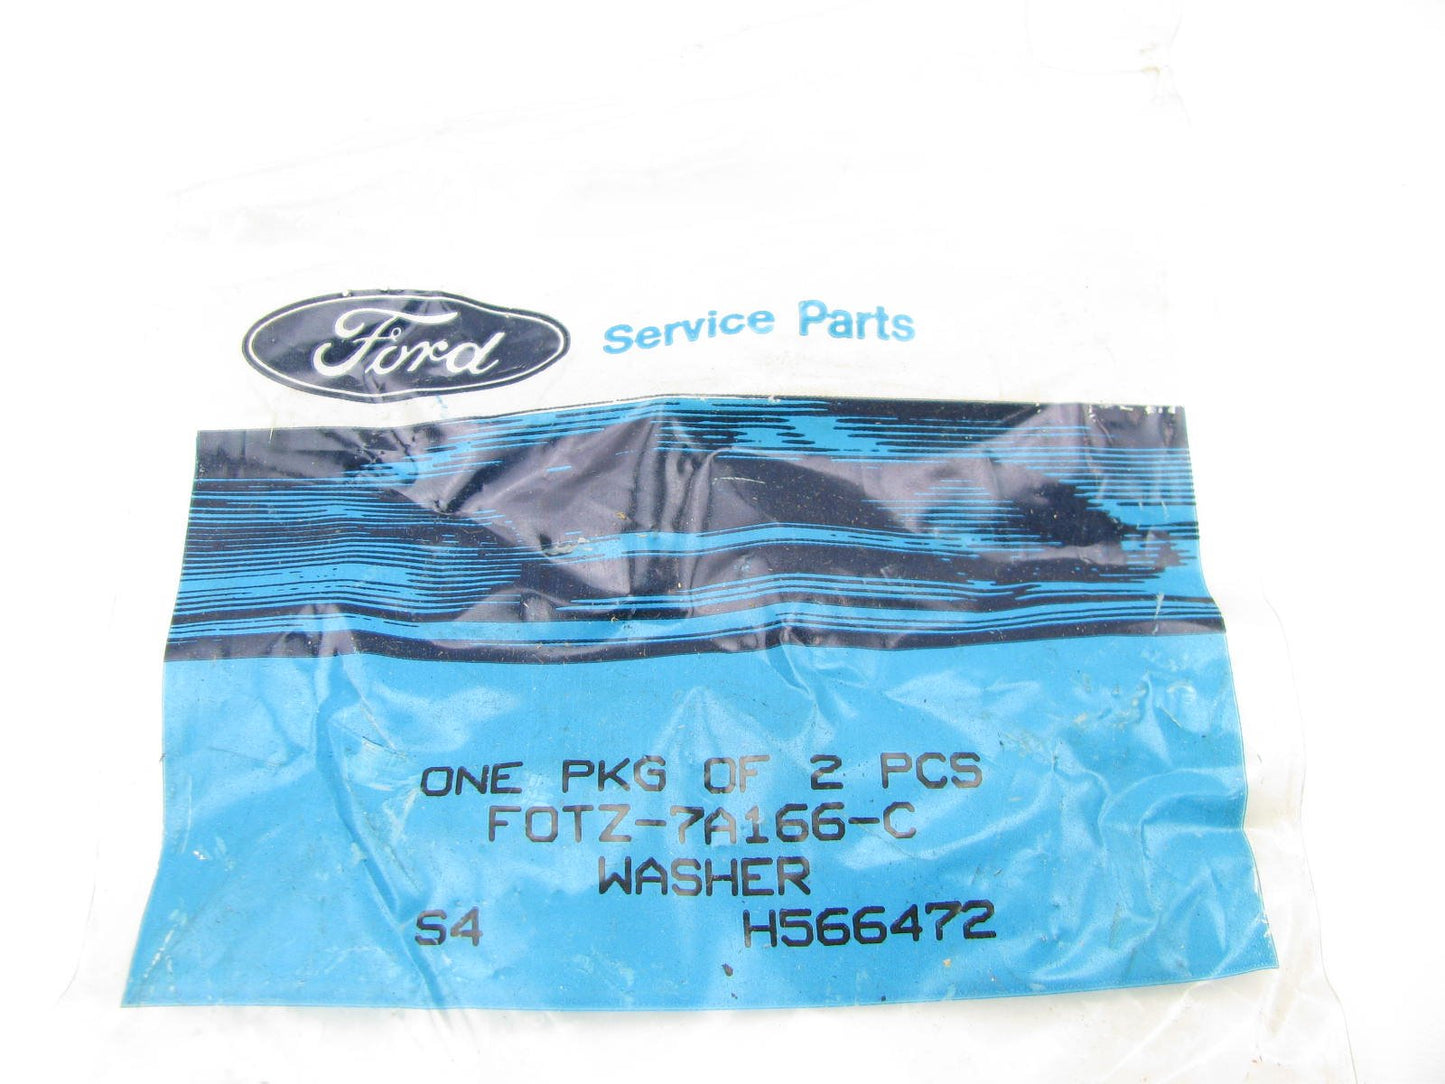 Ford Service Parts
ONE PKG OF 2 PCS
F0TZ-7A166-C
WASHER
S4 H566472